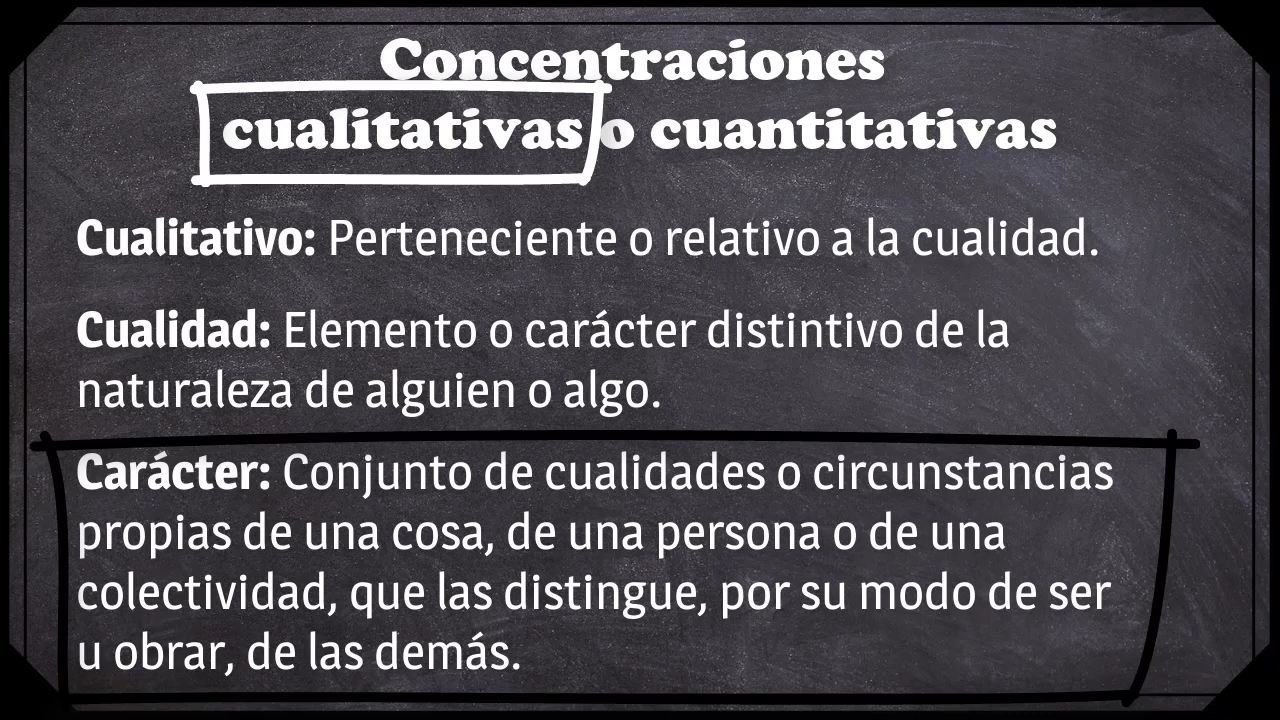 Concentraciones
cualitativas o cuantitativas
Cualitativo: Perteneciente o relativo a la cualidad.
Cualidad: Elemento o carácter distintivo de la
naturaleza de alguien o algo.
Carácter: Conjunto de cualidades o circunstancias
propias de una cosa, de una persona o de una
colectividad, que las distingue, por su modo de ser
u obrar, de las demás.